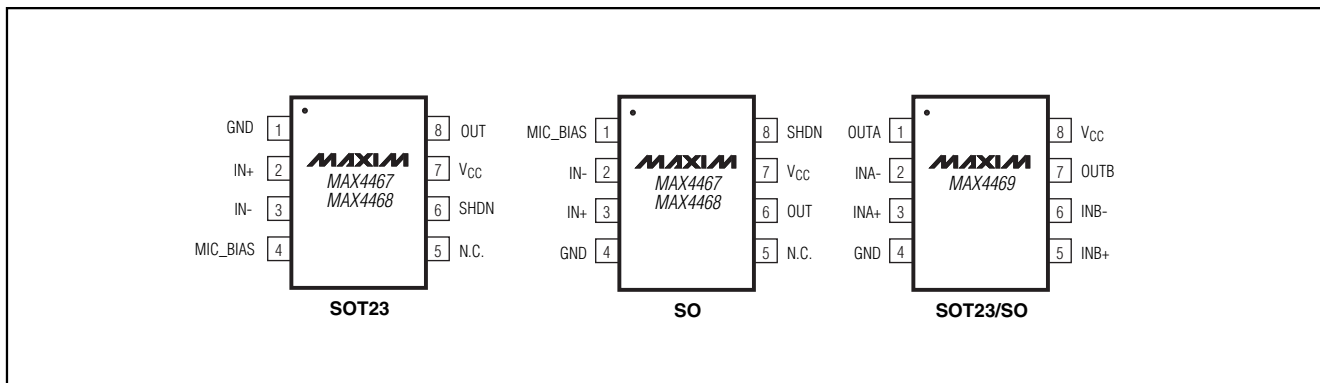 GND 1 8 OUT
IN+ 2 7 VCC
IN- 3 6 SHDN
MIC_BIAS 4 5 N.C.
MAXIM
MAX4467
MAX4468
SOT23
MIC_BIAS 1 8 SHDN
IN- 2 7 VCC
IN+ 3 6 OUT
GND 4 5 N.C.
MAXIM
MAX4467
MAX4468
SO
OUTA 1 8 VCC
INA- 2 7 OUTB
INA+ 3 6 INB-
GND 4 5 INB+
MAXIM
MAX4469
SOT23/SO